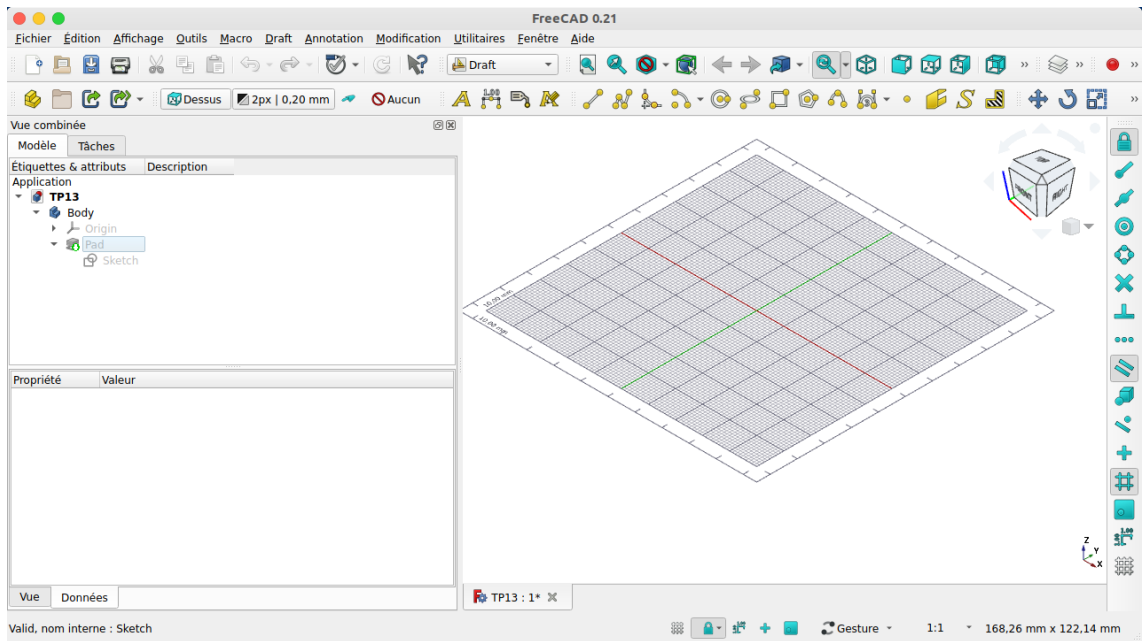 FreeCAD 0.21
Fichier Édition Affichage Outils Macro Draft Annotation Modification Utilitaires Fenêtre Aide
Draft
Dessus 2px | 0,20 mm Aucun
Vue combinée
Modèle Tâches
Étiquettes & attributs Description
Application
TP13
Body
Origin
Pad
Sketch
Propriété Valeur
Vue Données
10.00 mm
10.00 mm
FRONT RIGHT
Z
Y
X
TP13 : 1*
Valid, nom interne : Sketch
Gesture 1:1 168,26 mm x 122,14 mm